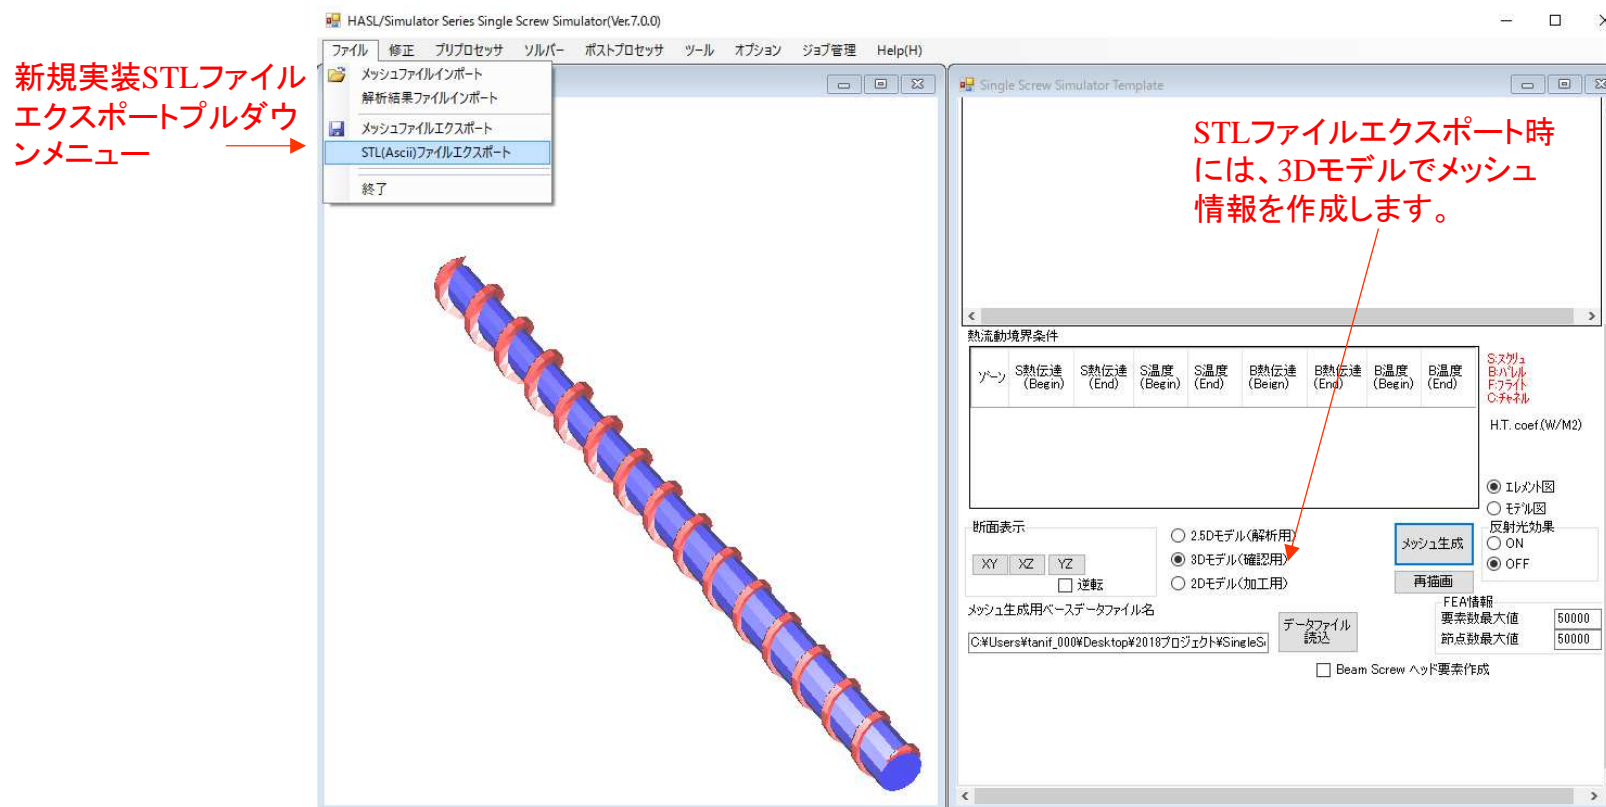 HASL/Simulator Series Single Screw Simulator(Ver.7.0.0)
ファイル 修正 プリプロセッサ ソルバー ポストプロセッサ ツール オプション ジョブ管理 Help(H)
新規実装STLファイル
エクスポートプルダウ
ンメニュー
メッシュファイルインポート
解析結果ファイルインポート
メッシュファイルエクスポート
STL(Ascii)ファイルエクスポート
終了
Single Screw Simulator Template
STLファイルエクスポート時
には、3Dモデルでメッシュ
情報を作成します。
熱流動境界条件
ゾーン S熱伝達(Begin) S熱伝達(End) S温度(Begin) S温度(End) B熱伝達(Beign) B熱伝達(End) B温度(Begin) B温度(End)
S:スクリュ
B:バレル
F:フライト
C:チャネル
H.T. coef.(W/M2)
エレメント図
モデル図
断面表示
XY XZ YZ
逆転
2.5Dモデル(解析用)
3Dモデル(確認用)
2Dモデル(加工用)
メッシュ生成
再描画
反射光効果
ON
OFF
メッシュ生成用ベースデータファイル名
C:¥Users¥tanif_000¥Desktop¥2018プロジェクト¥SingleS
データファイル
読込
FEA情報
要素数最大値 50000
節点数最大値 50000
Beam Screw ヘッド要素作成